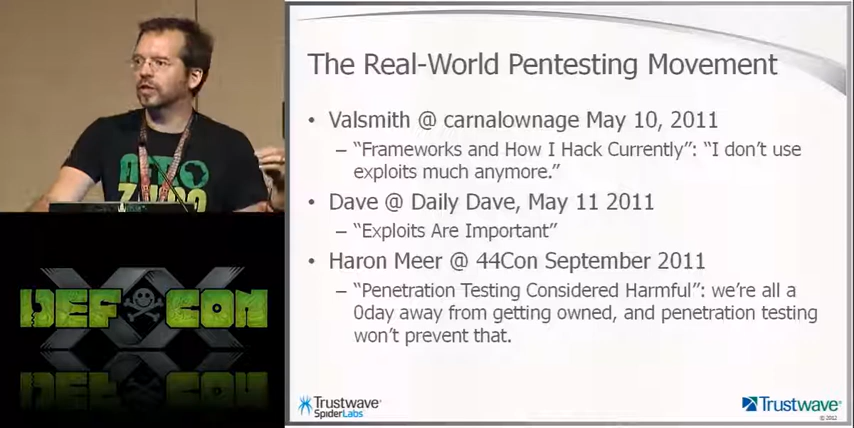 The Real-World Pentesting Movement
• Valsmith @ carnalownage May 10, 2011
– “Frameworks and How I Hack Currently”: “I don’t use
exploits much anymore.”
• Dave @ Daily Dave, May 11 2011
– “Exploits Are Important”
• Haron Meer @ 44Con September 2011
– “Penetration Testing Considered Harmful”: we’re all a
0day away from getting owned, and penetration testing
won’t prevent that.
DEF CON
XX
Trustwave®
SpiderLabs
Trustwave®
© 2012